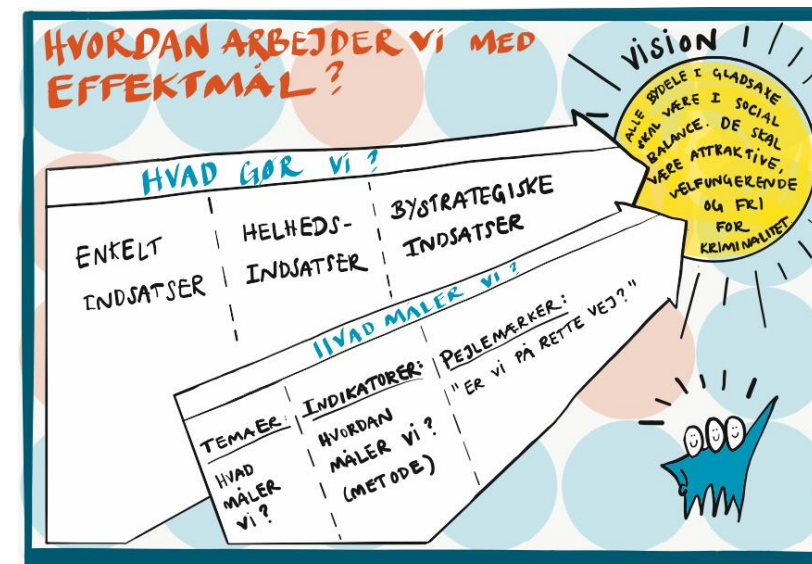 HVORDAN ARBEJDER Vi MED
EFFEKTMÅL?
VISION
ALLE BYDELE I GLADSAXE
SKAL VÆRE I SOCIAL
BALANCE. DE SKAL
VÆRE ATTRAKTIVE,
VELFUNGERENDE
OG FRI
FOR
KRIMINALITET.
HVAD GØR Vi?
ENKELT
INDSATSER
HELHEDS-
INDSATSER
BYSTRATEGISKE
INDSATSER
HVAD MÅLER Vi?
TEMAER:
HVAD
MÅLER
Vi?
INDIKATORER:
HVORDAN
MÅLER Vi?
(METODE)
PEJLEMÆRKER:
"ER Vi PÅ RETTE VEJ?"